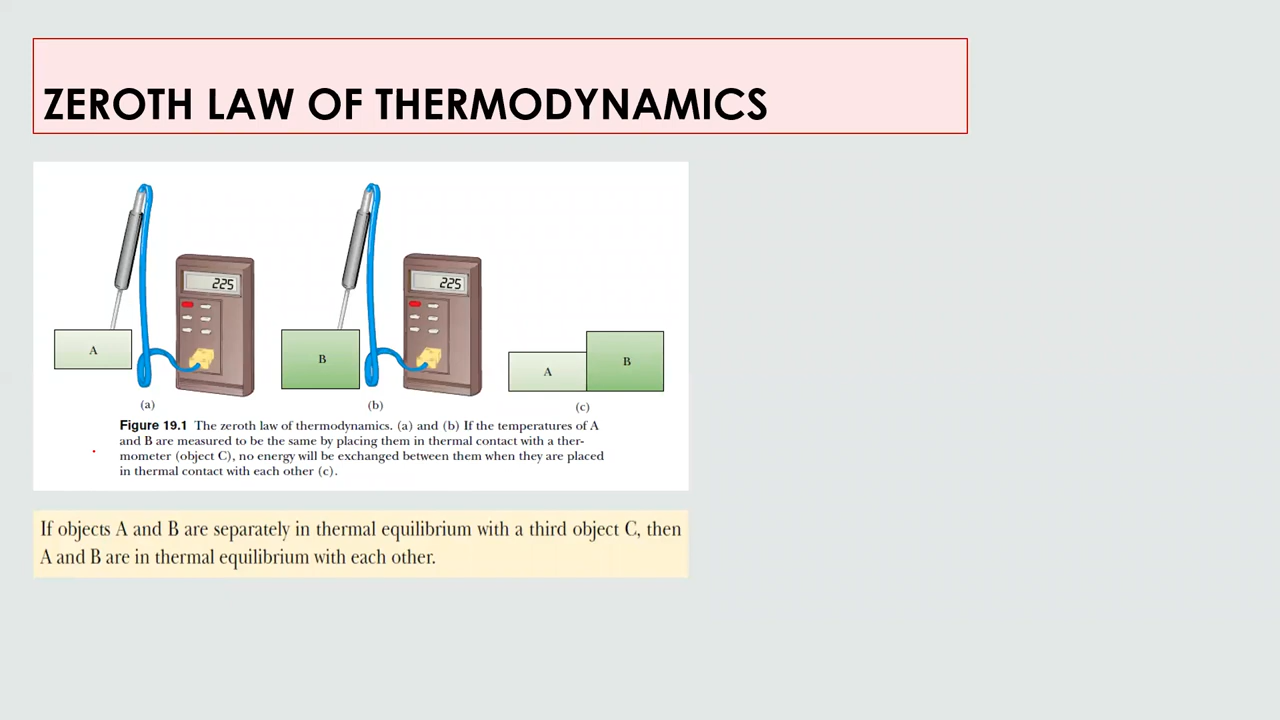 ZEROTH LAW OF THERMODYNAMICS
225
225
A
B
A
B
(a)
(b)
(c)
Figure 19.1 The zeroth law of thermodynamics. (a) and (b) If the temperatures of A
and B are measured to be the same by placing them in thermal contact with a ther-
mometer (object C), no energy will be exchanged between them when they are placed
in thermal contact with each other (c).
If objects A and B are separately in thermal equilibrium with a third object C, then
A and B are in thermal equilibrium with each other.